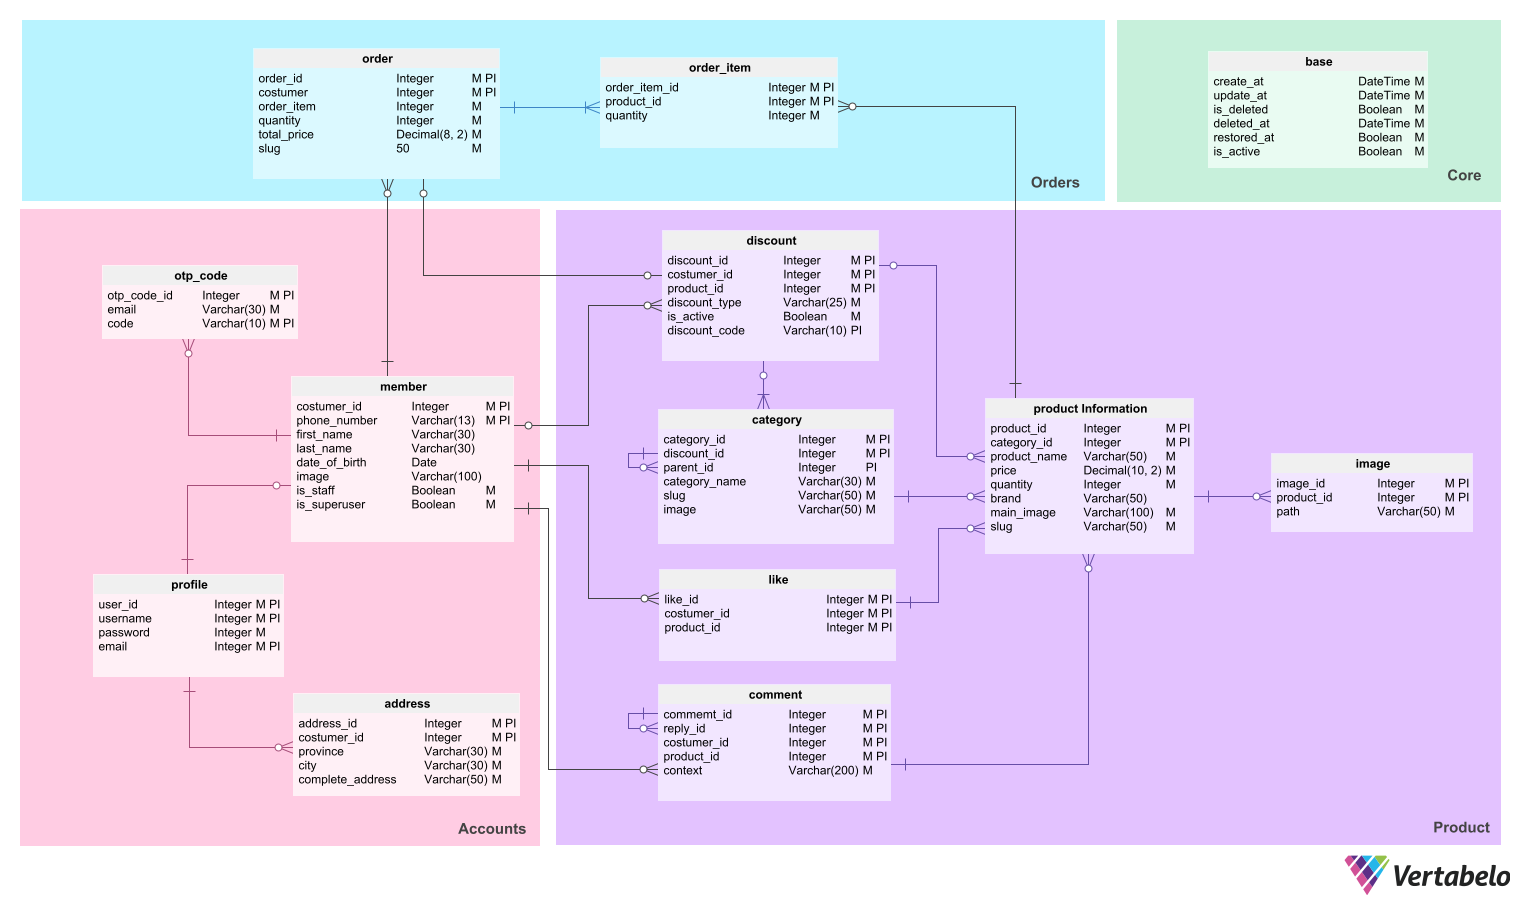 order
order_id Integer M PI
costumer Integer M PI
order_item Integer M
quantity Integer M
total_price Decimal(8, 2) M
slug 50 M
order_item
order_item_id Integer M PI
product_id Integer M PI
quantity Integer M
Orders
base
create_at DateTime M
update_at DateTime M
is_deleted Boolean M
deleted_at DateTime M
restored_at Boolean M
is_active Boolean M
Core
otp_code
otp_code_id Integer M PI
email Varchar(30) M
code Varchar(10) M PI
member
costumer_id Integer M PI
phone_number Varchar(13) M PI
first_name Varchar(30)
last_name Varchar(30)
date_of_birth Date
image Varchar(100)
is_staff Boolean M
is_superuser Boolean M
profile
user_id Integer M PI
username Integer M PI
password Integer M
email Integer M PI
address
address_id Integer M PI
costumer_id Integer M PI
province Varchar(30) M
city Varchar(30) M
complete_address Varchar(50) M
Accounts
discount
discount_id Integer M PI
costumer_id Integer M PI
product_id Integer M PI
discount_type Varchar(25) M
is_active Boolean M
discount_code Varchar(10) PI
category
category_id Integer M PI
discount_id Integer M PI
parent_id Integer PI
category_name Varchar(30) M
slug Varchar(50) M
image Varchar(50) M
like
like_id Integer M PI
costumer_id Integer M PI
product_id Integer M PI
comment
commemt_id Integer M PI
reply_id Integer M PI
costumer_id Integer M PI
product_id Integer M PI
context Varchar(200) M
product Information
product_id Integer M PI
category_id Integer M PI
product_name Varchar(50) M
price Decimal(10, 2) M
quantity Integer M
brand Varchar(50)
main_image Varchar(100) M
slug Varchar(50) M
image
image_id Integer M PI
product_id Integer M PI
path Varchar(50) M
Product
Vertabelo